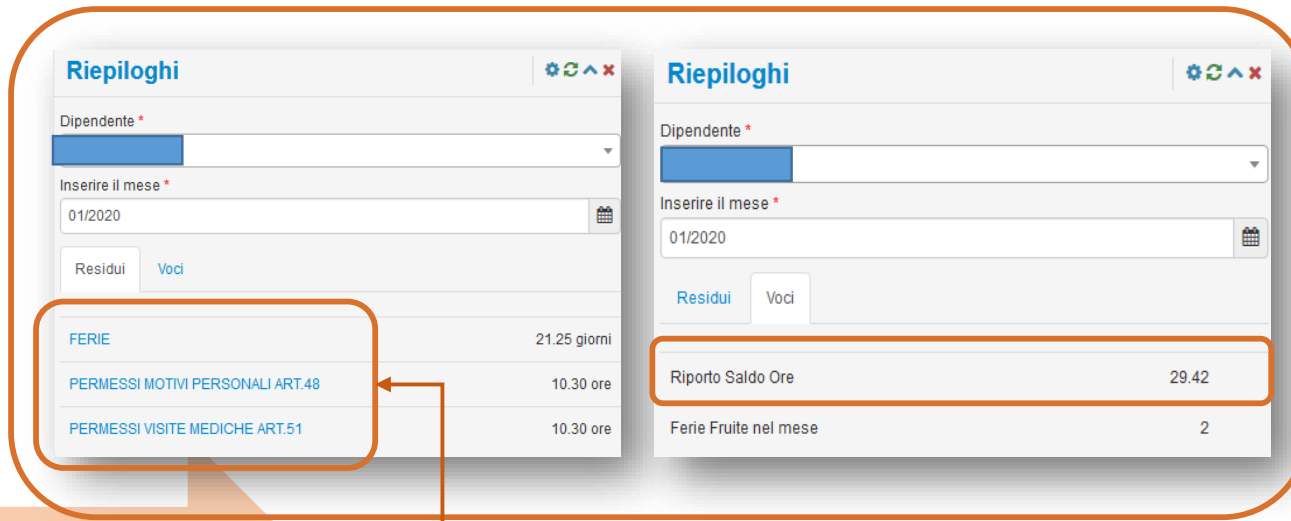 Riepiloghi
Dipendente *
Inserire il mese *
01/2020
Residui Voci
FERIE 21.25 giorni
PERMESSI MOTIVI PERSONALI ART.48 10.30 ore
PERMESSI VISITE MEDICHE ART.51 10.30 ore
Riepiloghi
Dipendente *
Inserire il mese *
01/2020
Residui Voci
Riporto Saldo Ore 29.42
Ferie Fruite nel mese 2